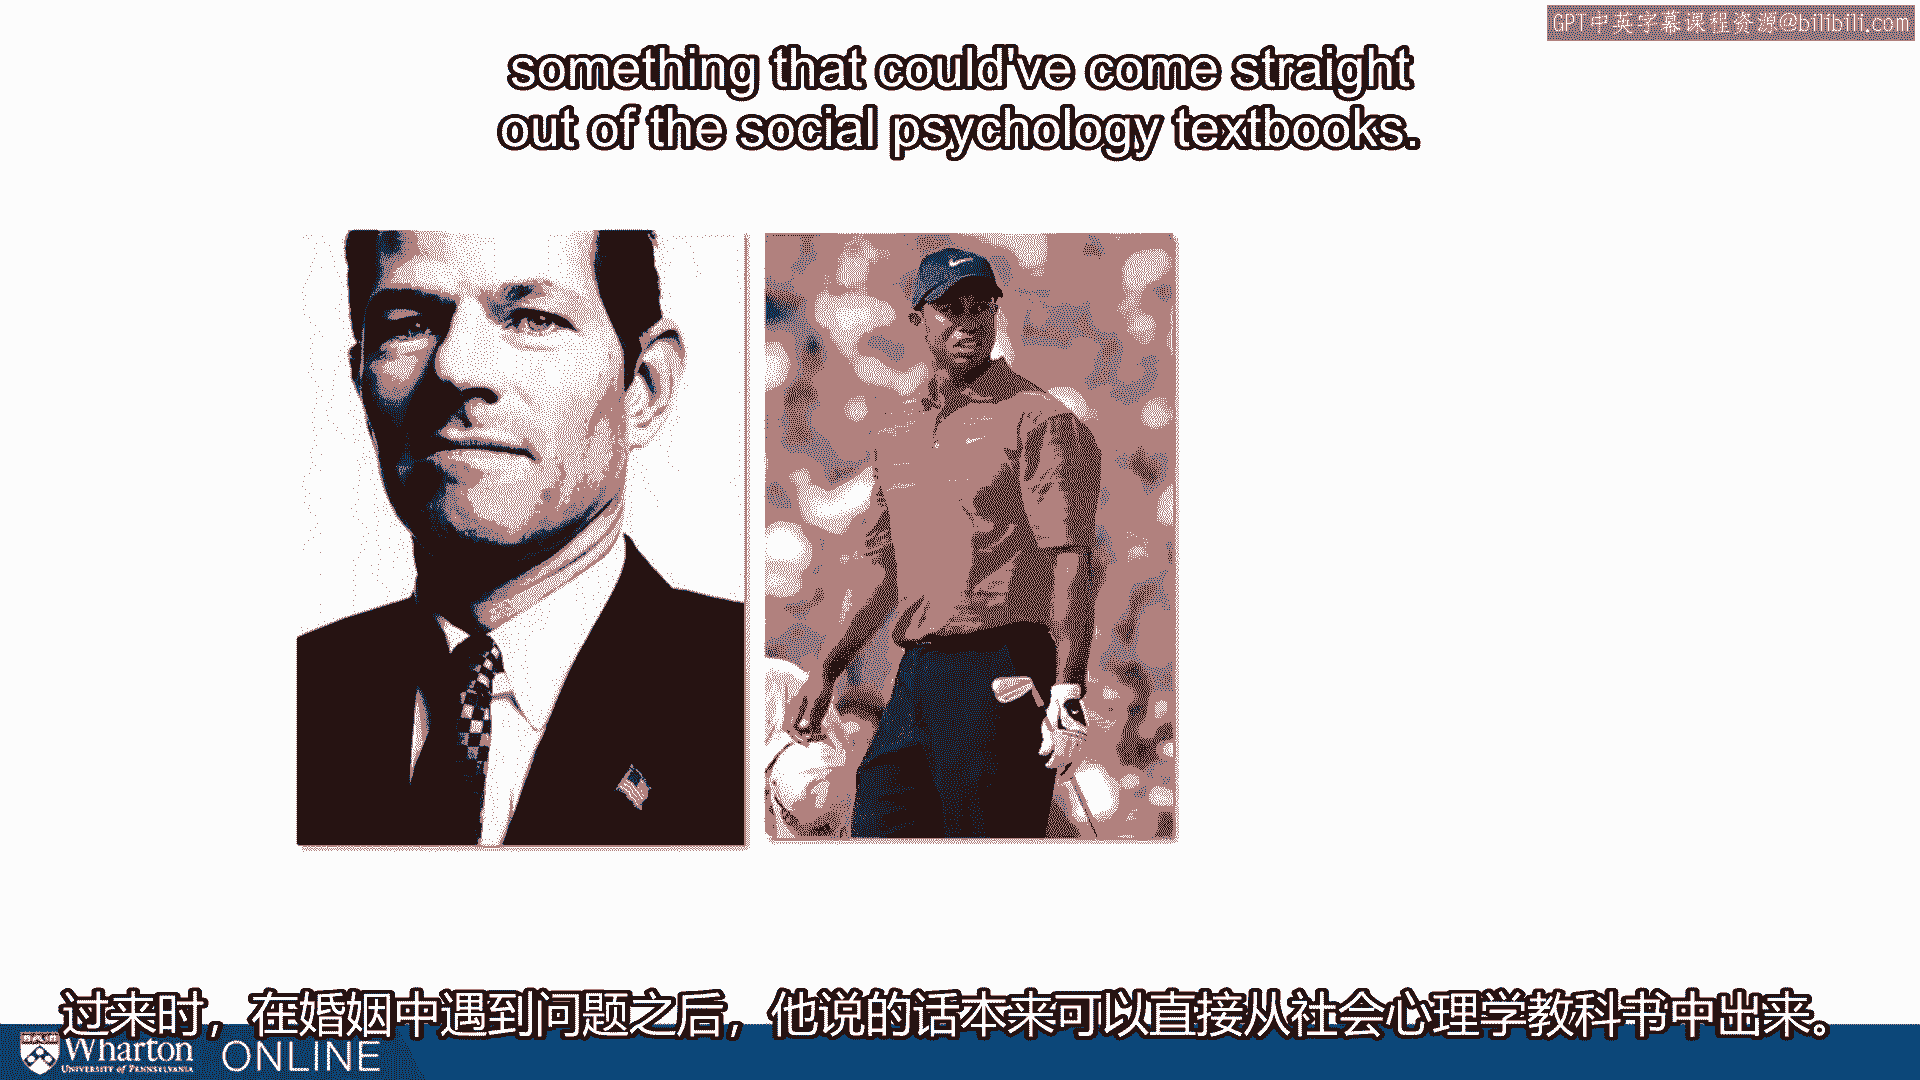 GPT中英字幕课程资源@bilibili.com
something that could've come straight
out of the social psychology textbooks.
过来时，在婚姻中遇到问题之后，他说的话本来可以直接从社会心理学教科书中出来。
Wharton ONLINE
UNIVERSITY of PENNSYLVANIA